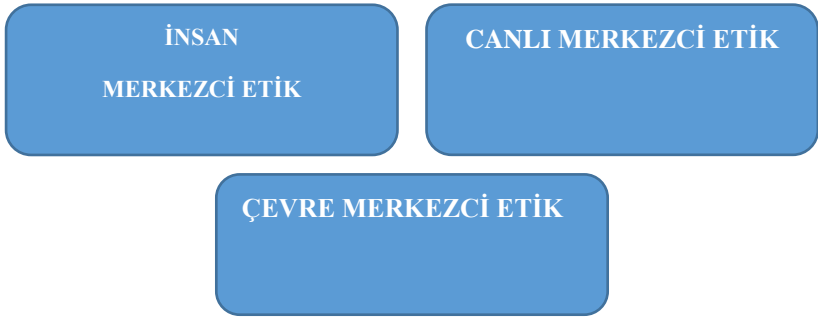 İNSAN
MERKEZCİ ETİK
CANLI MERKEZCİ ETİK
ÇEVRE MERKEZCİ ETİK